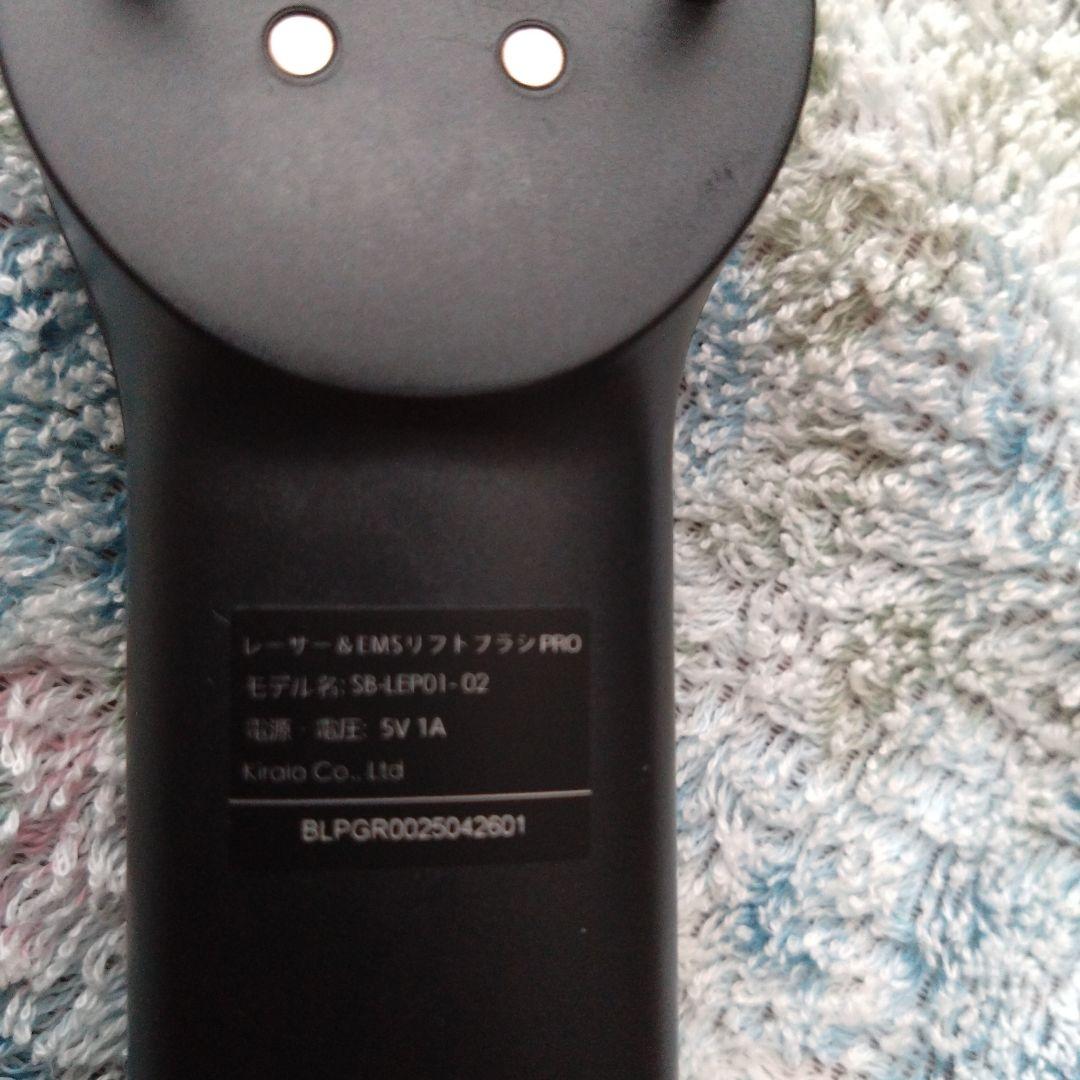 レーザー＆EMSリフトブラシPRO
モデル名: SB-LEP01-02
電源・電圧: 5V 1A
Kirala Co., Ltd
BLPGR0025042601